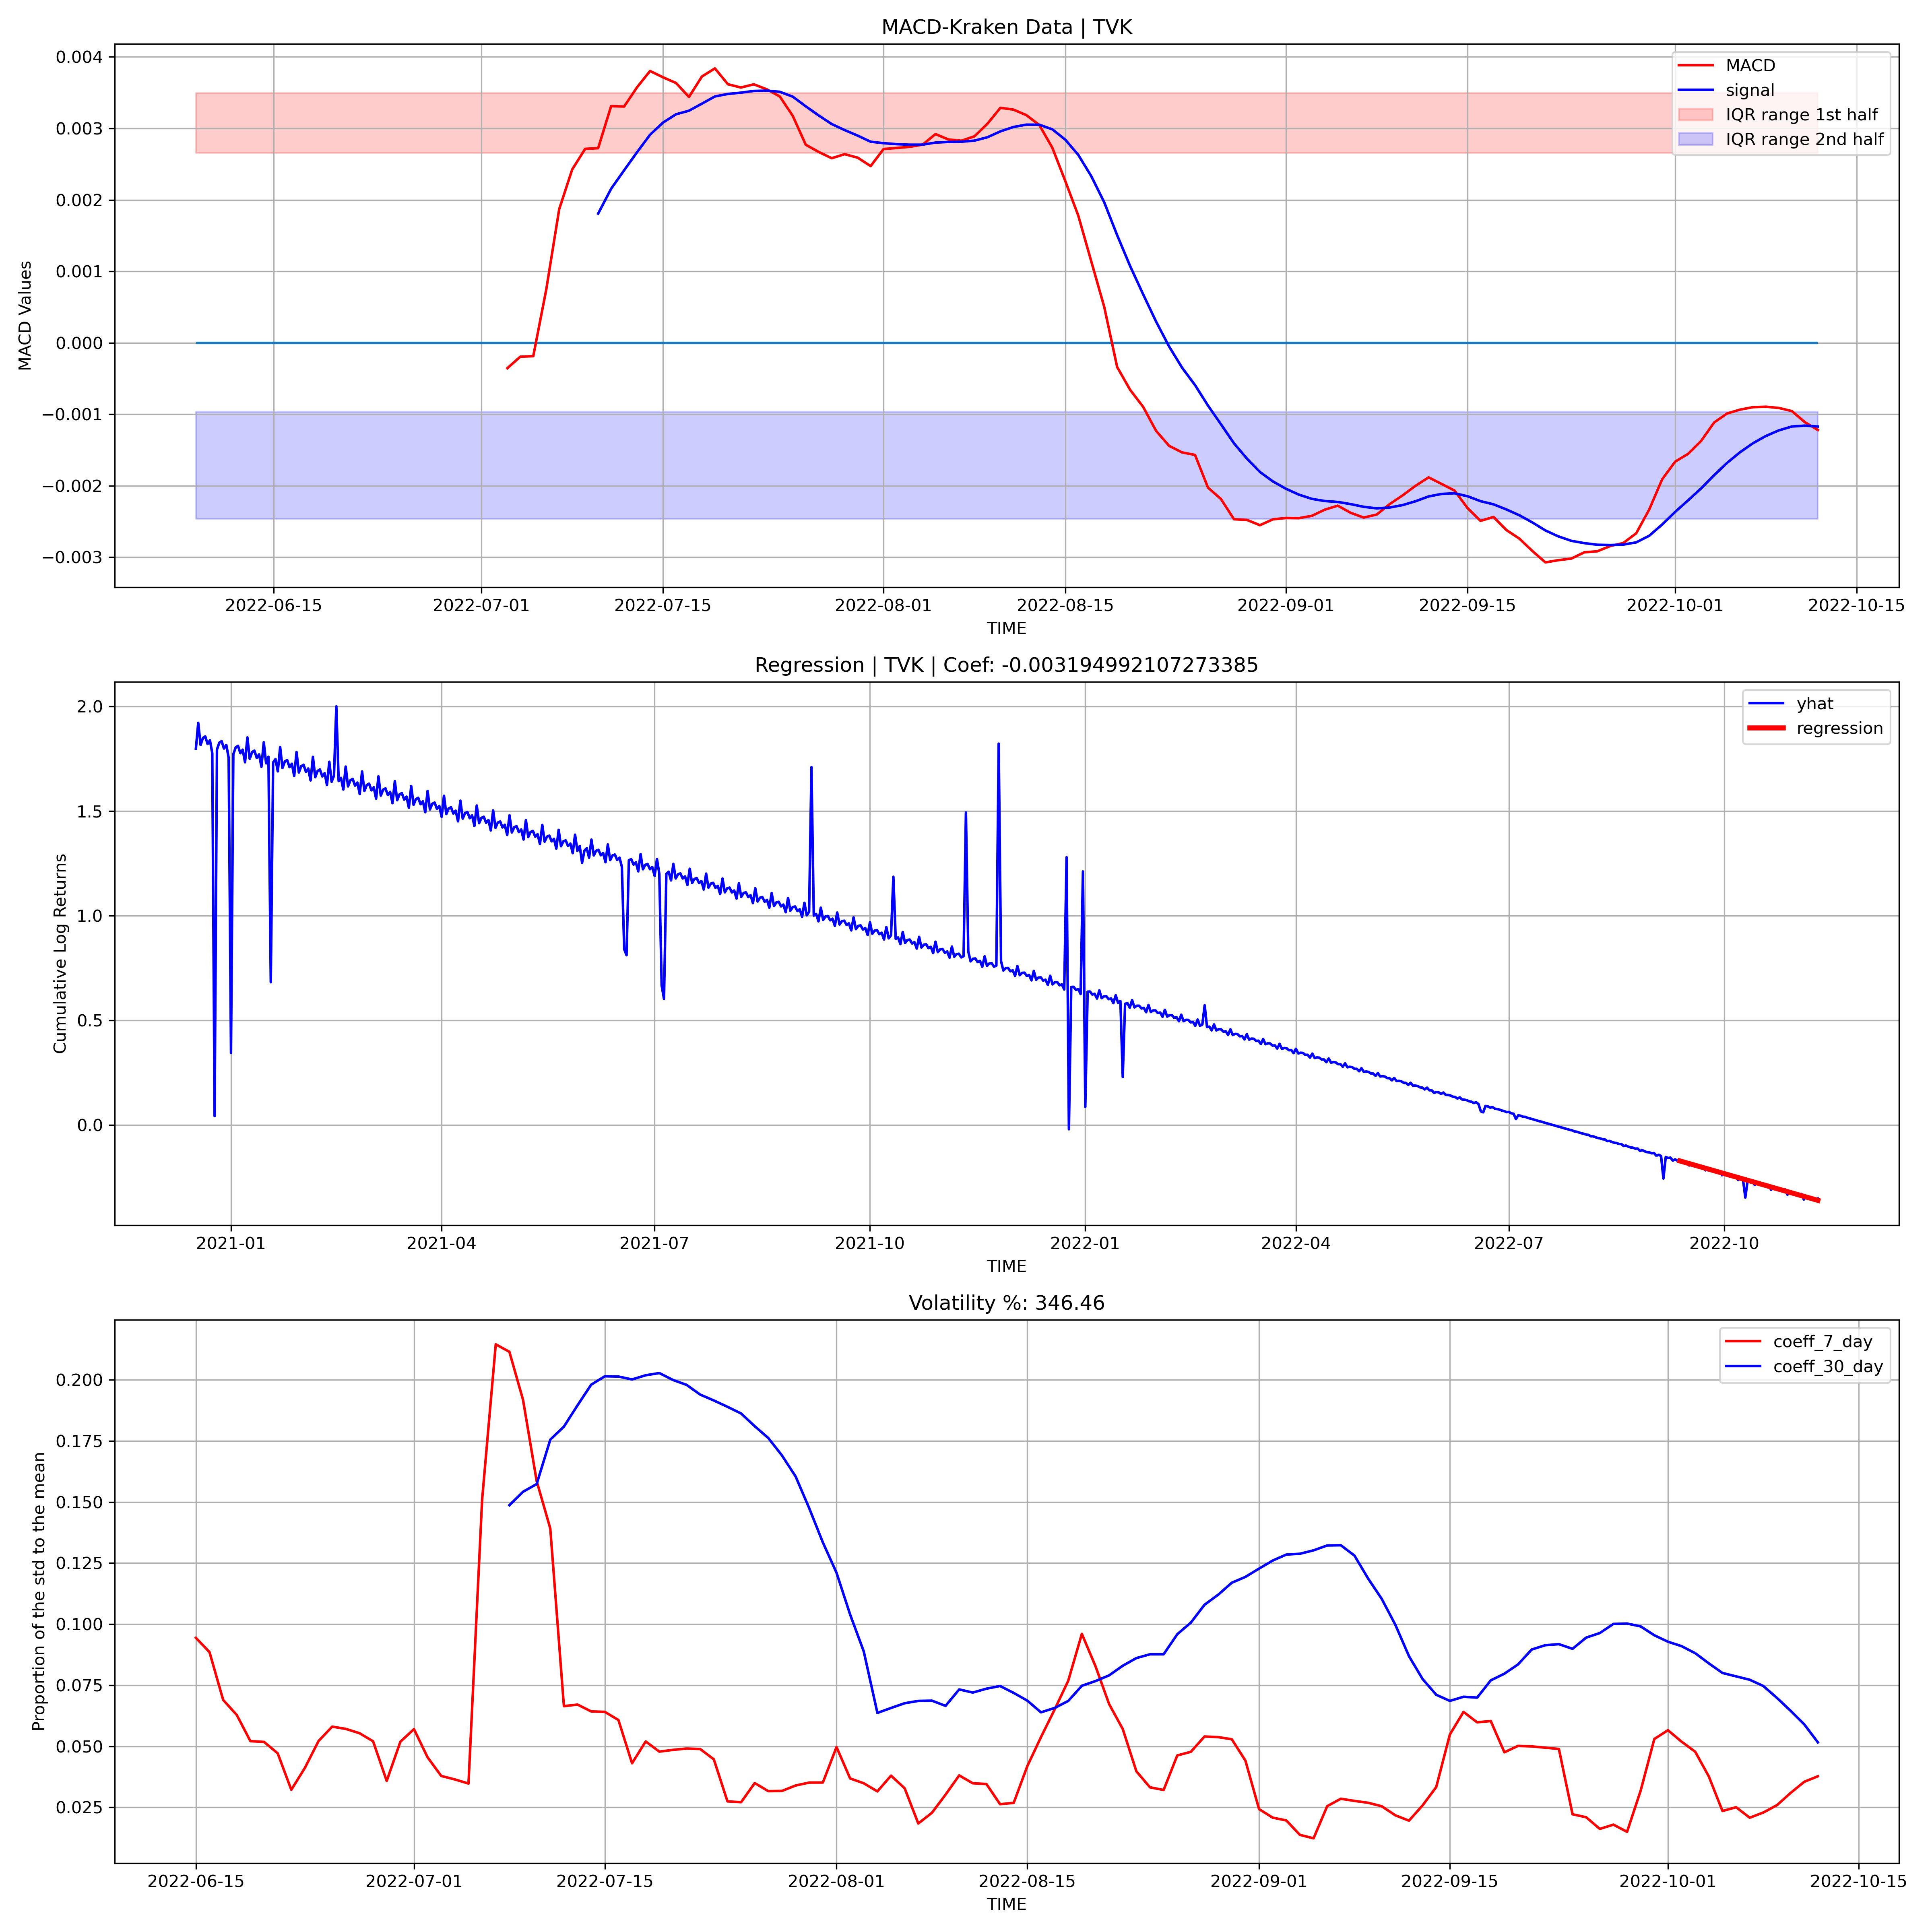 MACD-Kraken Data | TVK
MACD Values
0.004
0.003
0.002
0.001
0.000
−0.001
−0.002
−0.003
MACD
signal
IQR range 1st half
IQR range 2nd half
2022-06-15 2022-07-01 2022-07-15 2022-08-01 2022-08-15 2022-09-01 2022-09-15 2022-10-01 2022-10-15
TIME
Regression | TVK | Coef: -0.003194992107273385
Cumulative Log Returns
2.0
1.5
1.0
0.5
0.0
yhat
regression
2021-01 2021-04 2021-07 2021-10 2022-01 2022-04 2022-07 2022-10
TIME
Volatility %: 346.46
Proportion of the std to the mean
0.200
0.175
0.150
0.125
0.100
0.075
0.050
0.025
coeff_7_day
coeff_30_day
2022-06-15 2022-07-01 2022-07-15 2022-08-01 2022-08-15 2022-09-01 2022-09-15 2022-10-01 2022-10-15
TIME